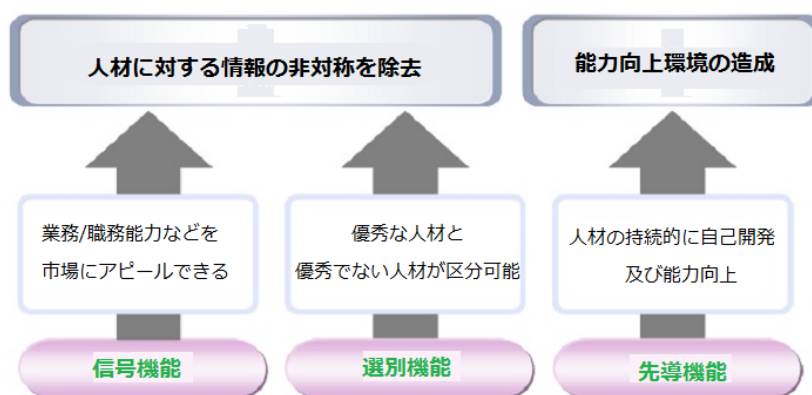 人材に対する情報の非対称を除去
能力向上環境の造成
業務/職務能力などを
市場にアピールできる
優秀な人材と
優秀でない人材が区分可能
人材の持続的に自己開発
及び能力向上
信号機能
選別機能
先導機能